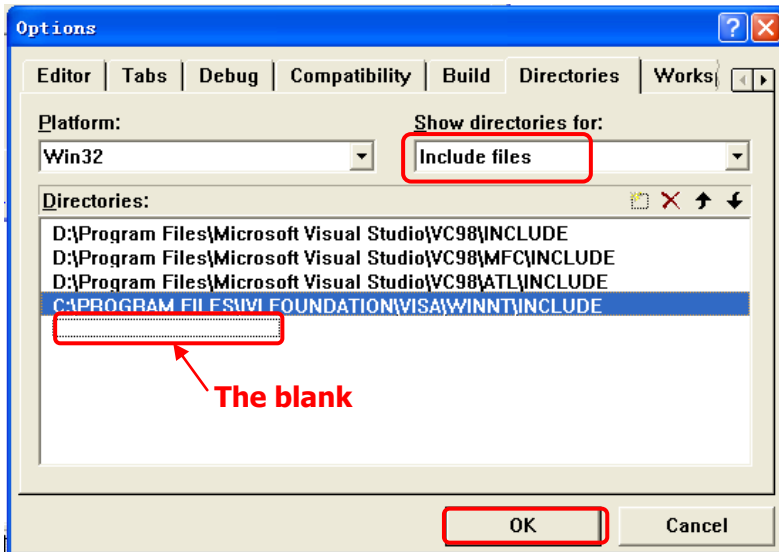 Options
Editor Tabs Debug Compatibility Build Directories Works
Platform: Show directories for:
Win32 Include files
Directories:
D:\Program Files\Microsoft Visual Studio\VC98\INCLUDE
D:\Program Files\Microsoft Visual Studio\VC98\MFC\INCLUDE
D:\Program Files\Microsoft Visual Studio\VC98\ATL\INCLUDE
C:\PROGRAM FILES\IVI FOUNDATION\VISA\WINNT\INCLUDE
The blank
OK Cancel